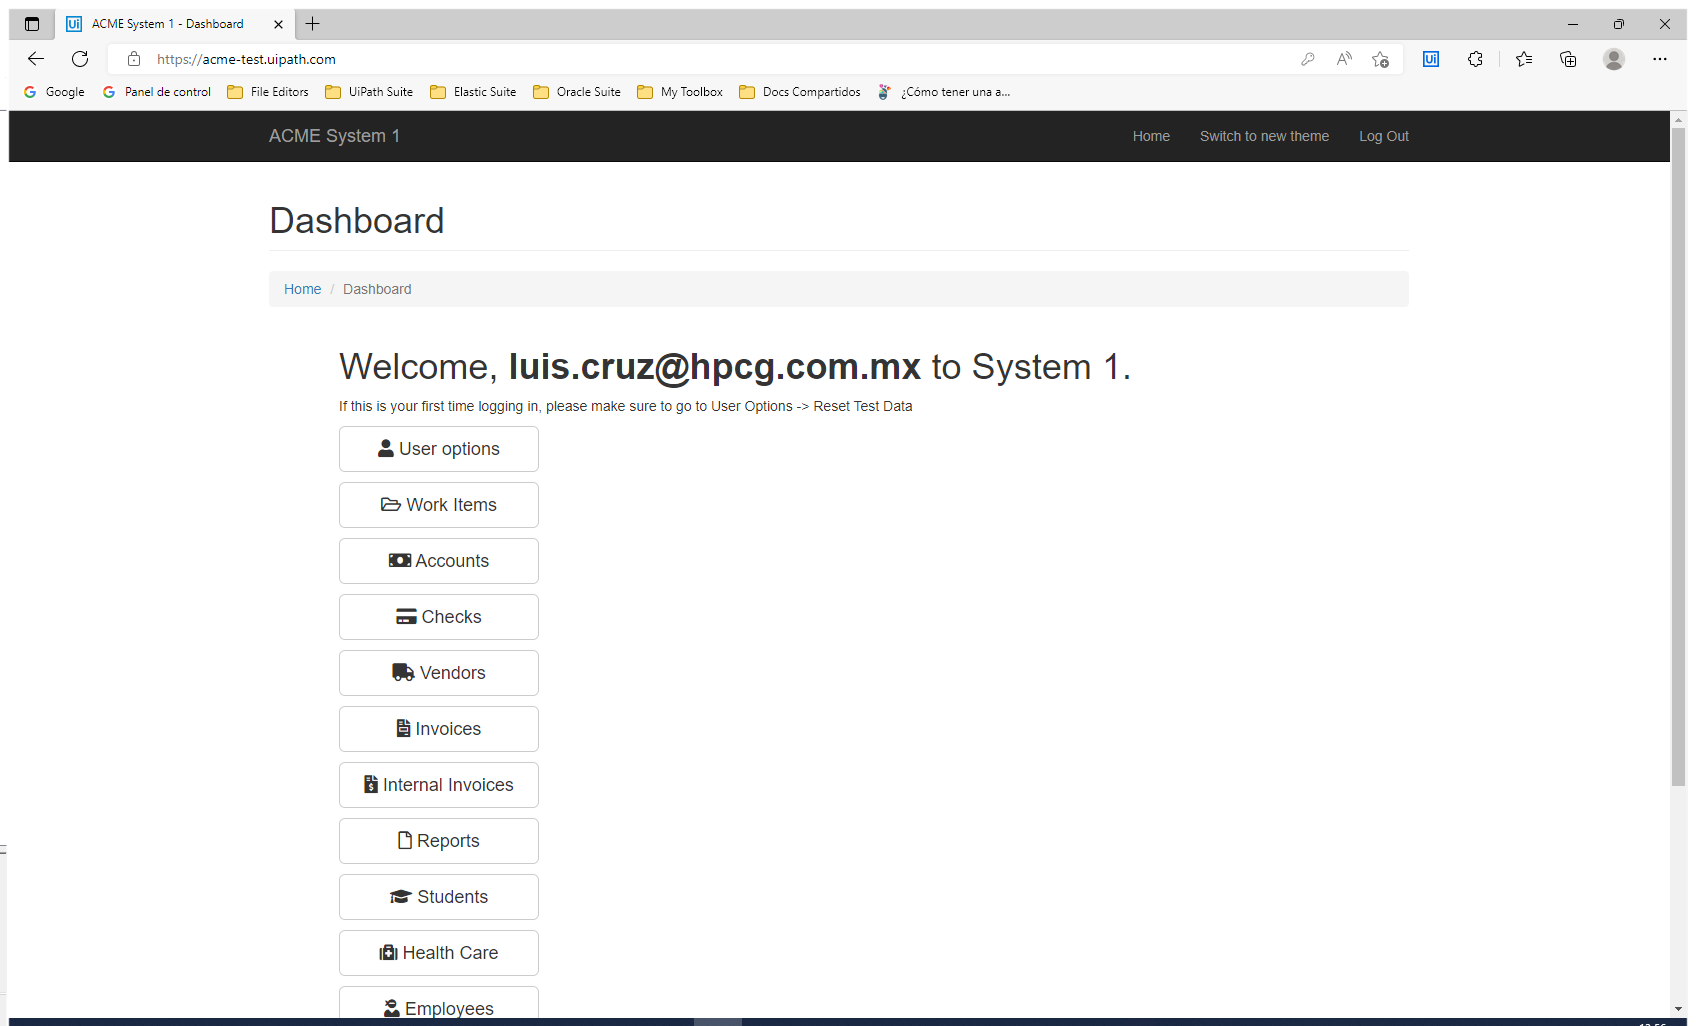 Ui ACME System 1 - Dashboard
https://acme-test.uipath.com
Google Panel de control File Editors UiPath Suite Elastic Suite Oracle Suite My Toolbox Docs Compartidos ¿Cómo tener una a...
ACME System 1 Home Switch to new theme Log Out
Dashboard
Home / Dashboard
Welcome, luis.cruz@hpcg.com.mx to System 1.
If this is your first time logging in, please make sure to go to User Options -> Reset Test Data
User options
Work Items
Accounts
Checks
Vendors
Invoices
Internal Invoices
Reports
Students
Health Care
Employees